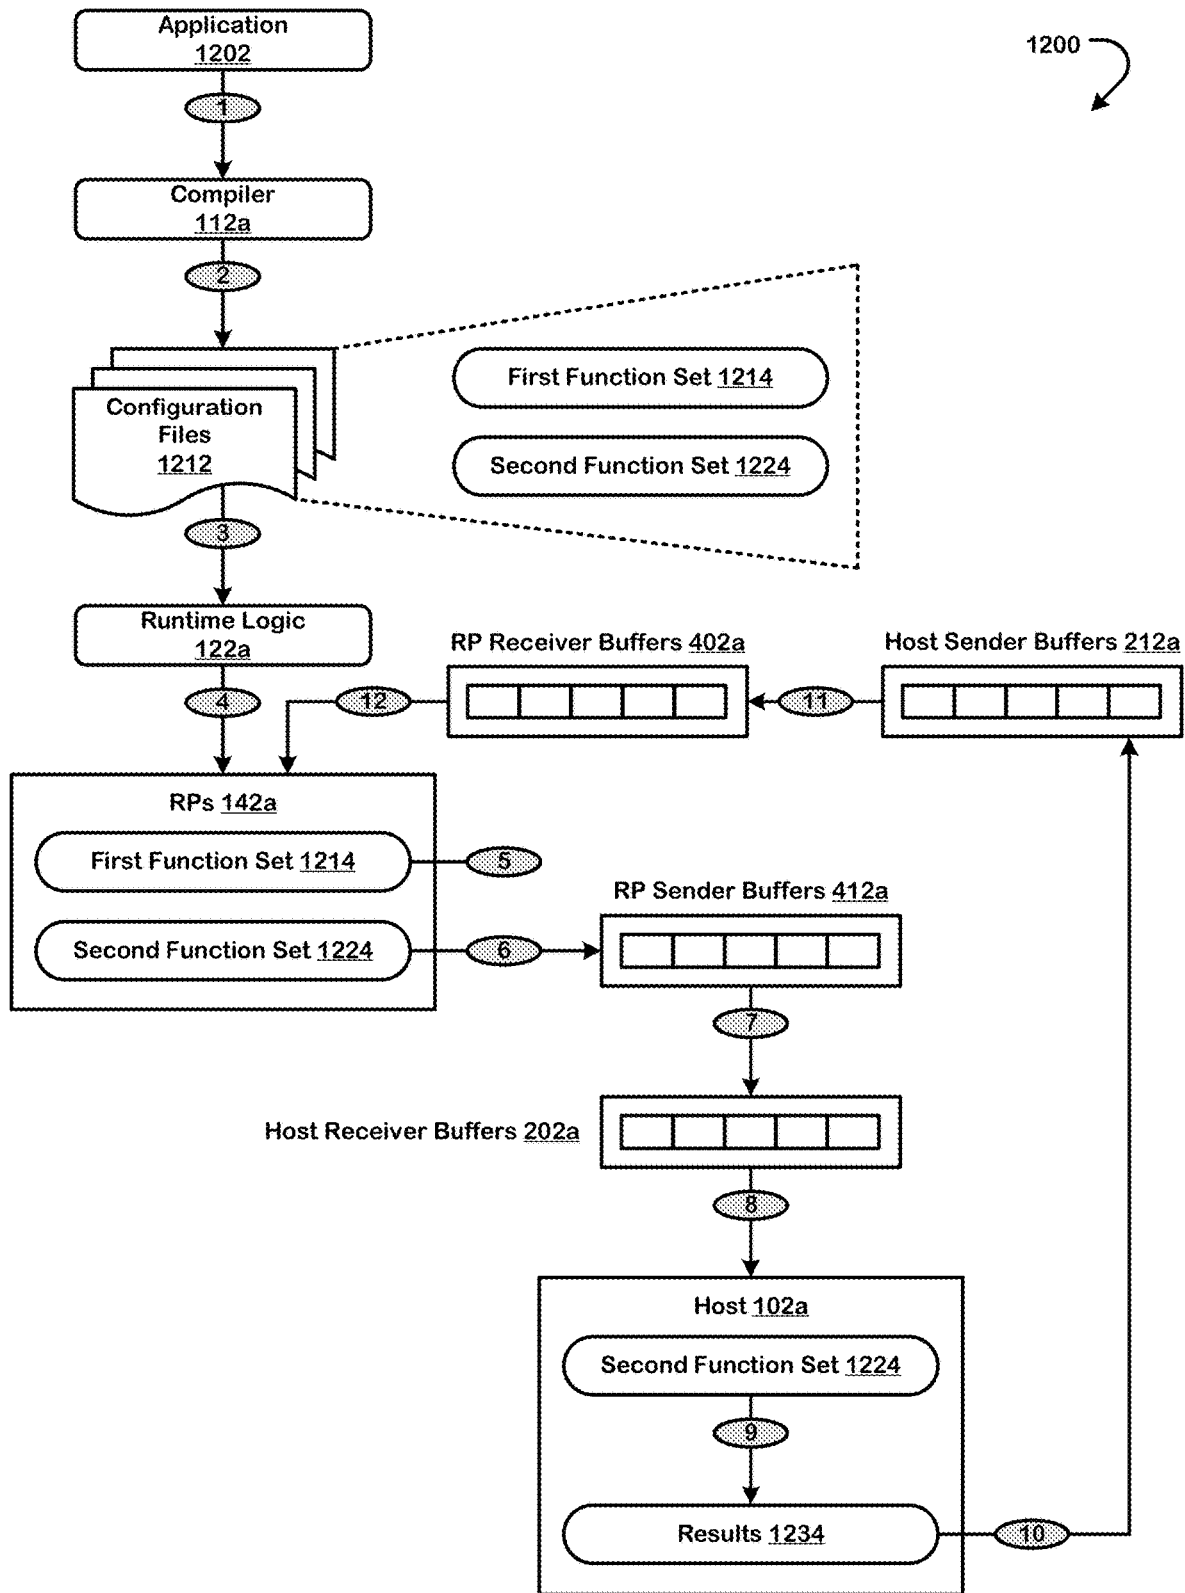 Application
1202
1200
1
Compiler
112a
2
First Function Set 1214
Configuration
Files
1212
Second Function Set 1224
3
Runtime Logic
122a
RP Receiver Buffers 402a
Host Sender Buffers 212a
4
12
11
RPs 142a
First Function Set 1214
5
RP Sender Buffers 412a
Second Function Set 1224
6
7
Host Receiver Buffers 202a
8
Host 102a
Second Function Set 1224
9
Results 1234
10